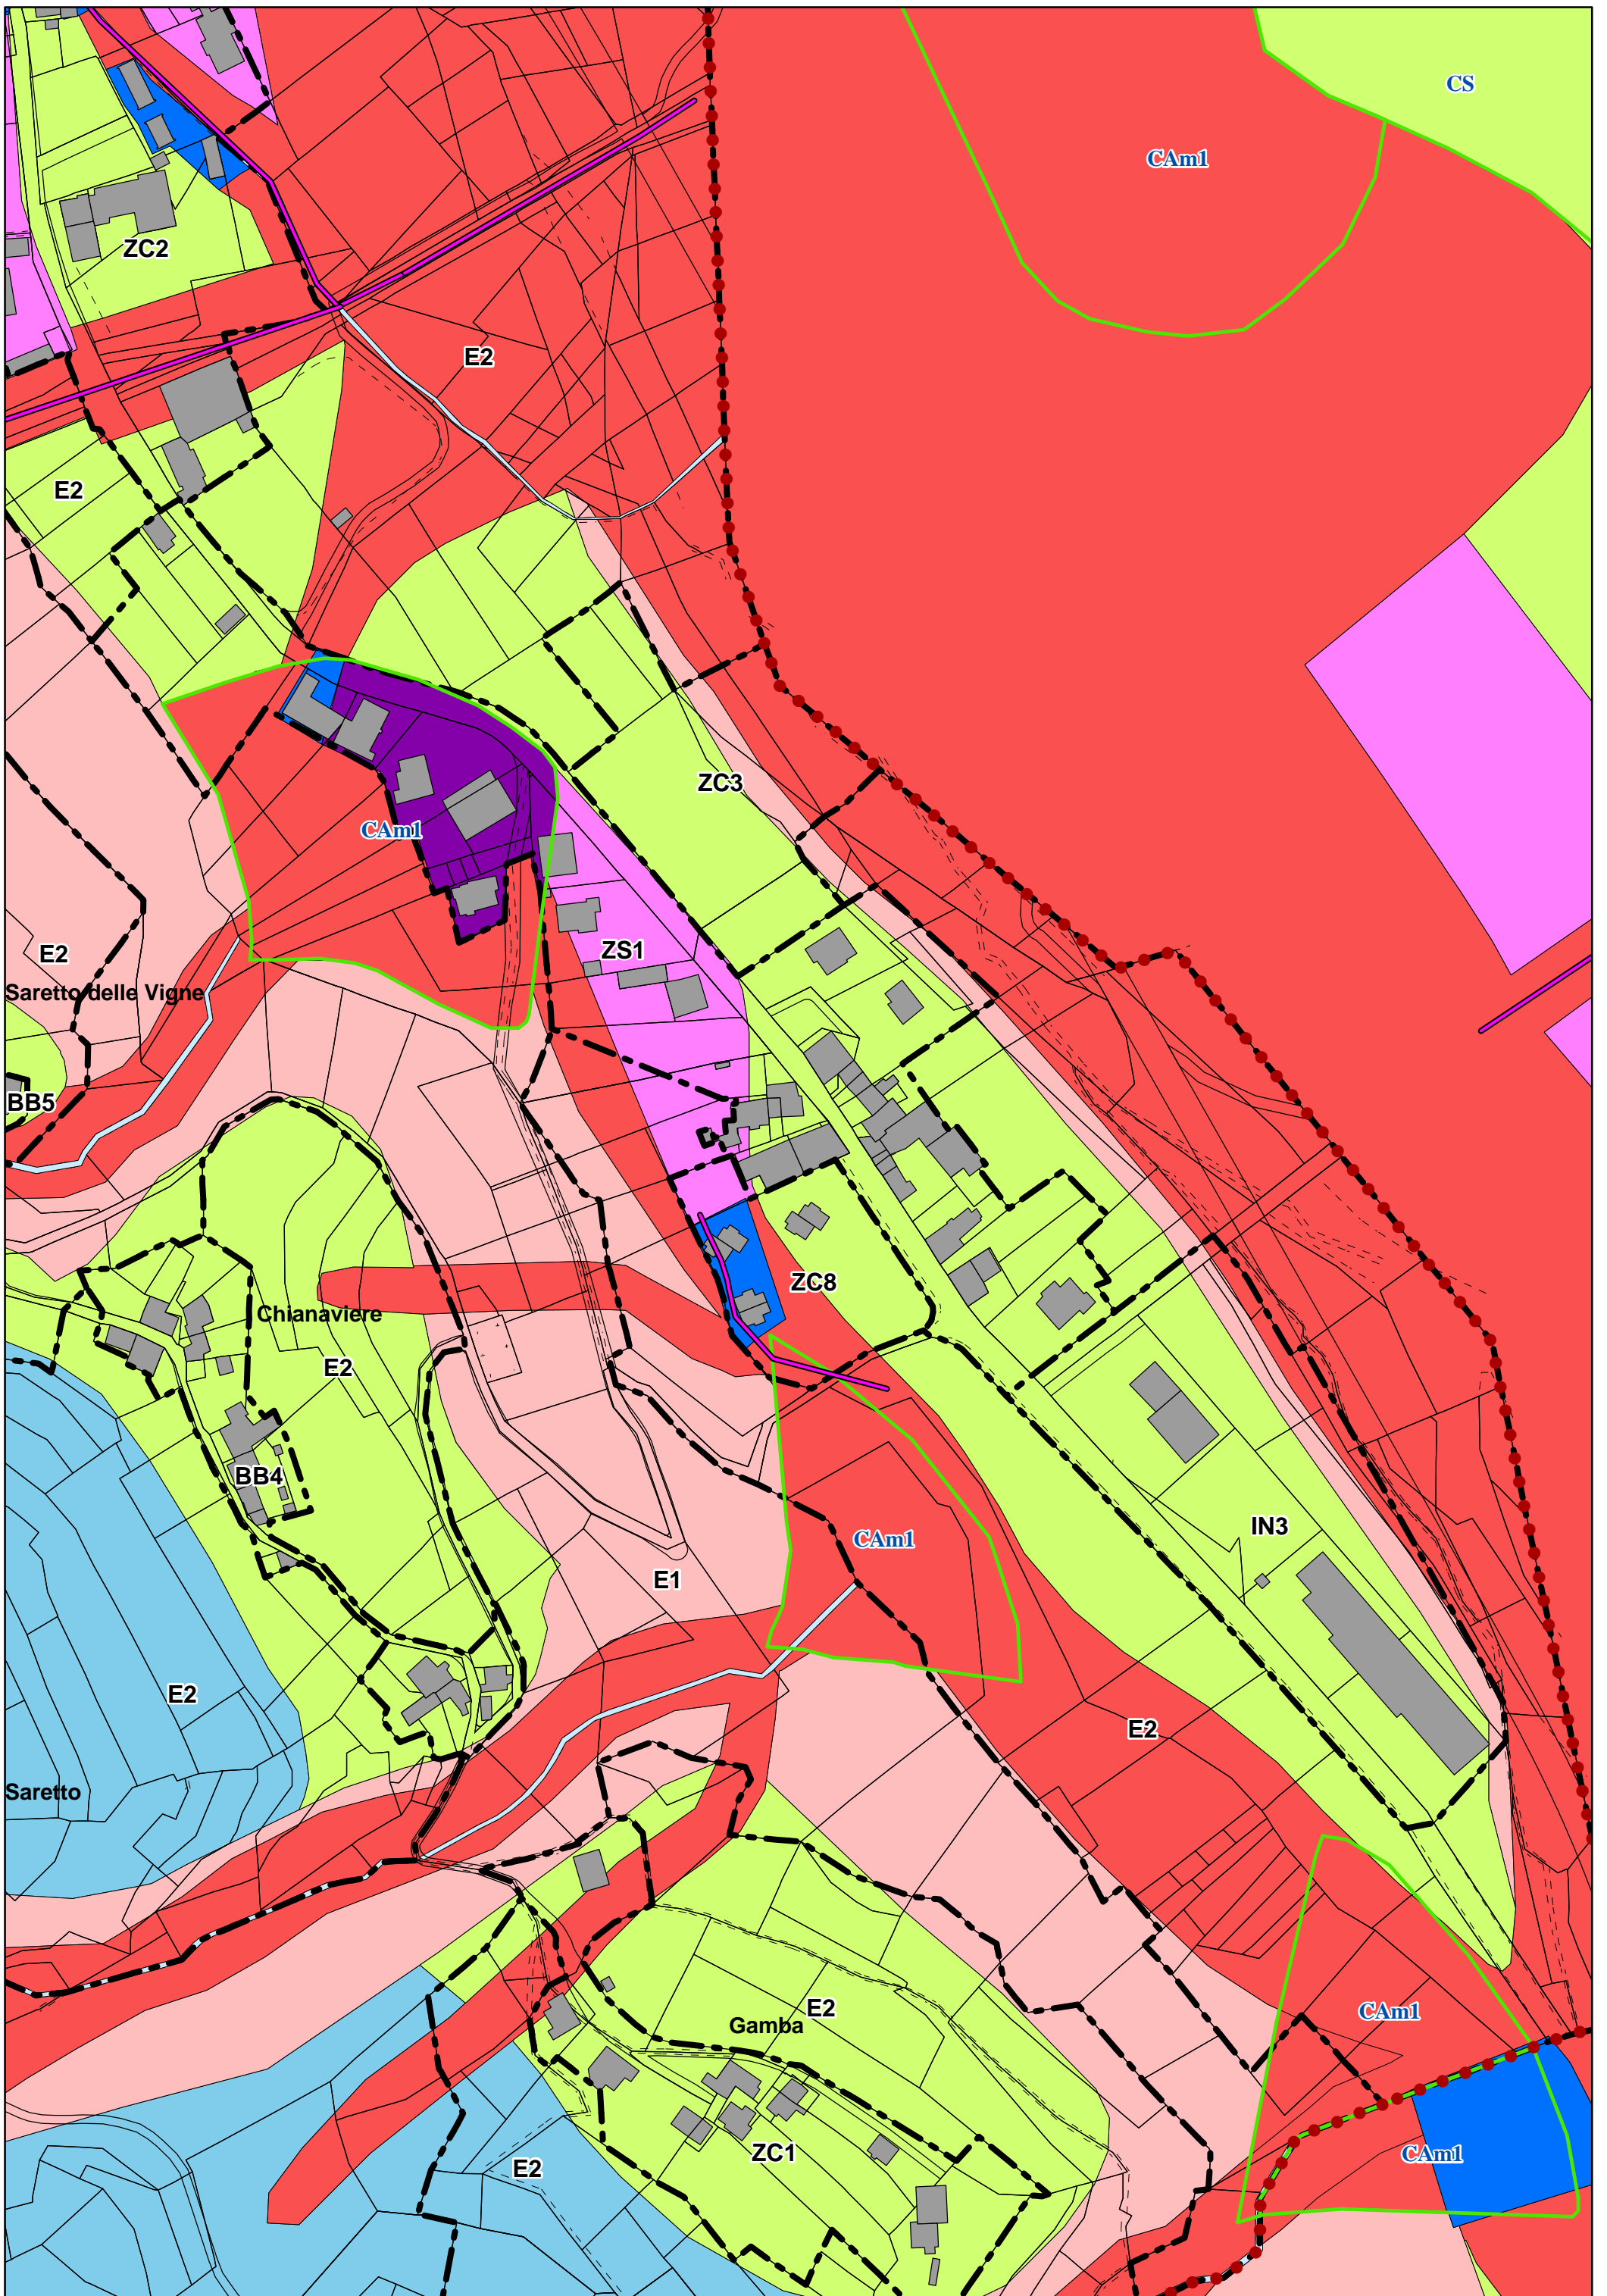 CS
CAm1
ZC2
E2
E2
ZC3
CAm1
E2
ZS1
Saretto delle Vigne
BB5
ZC8
Chianaviere
E2
BB4
IN3
CAm1
E1
E2
E2
Saretto
E2
Gamba
CAm1
ZC1
CAm1
E2